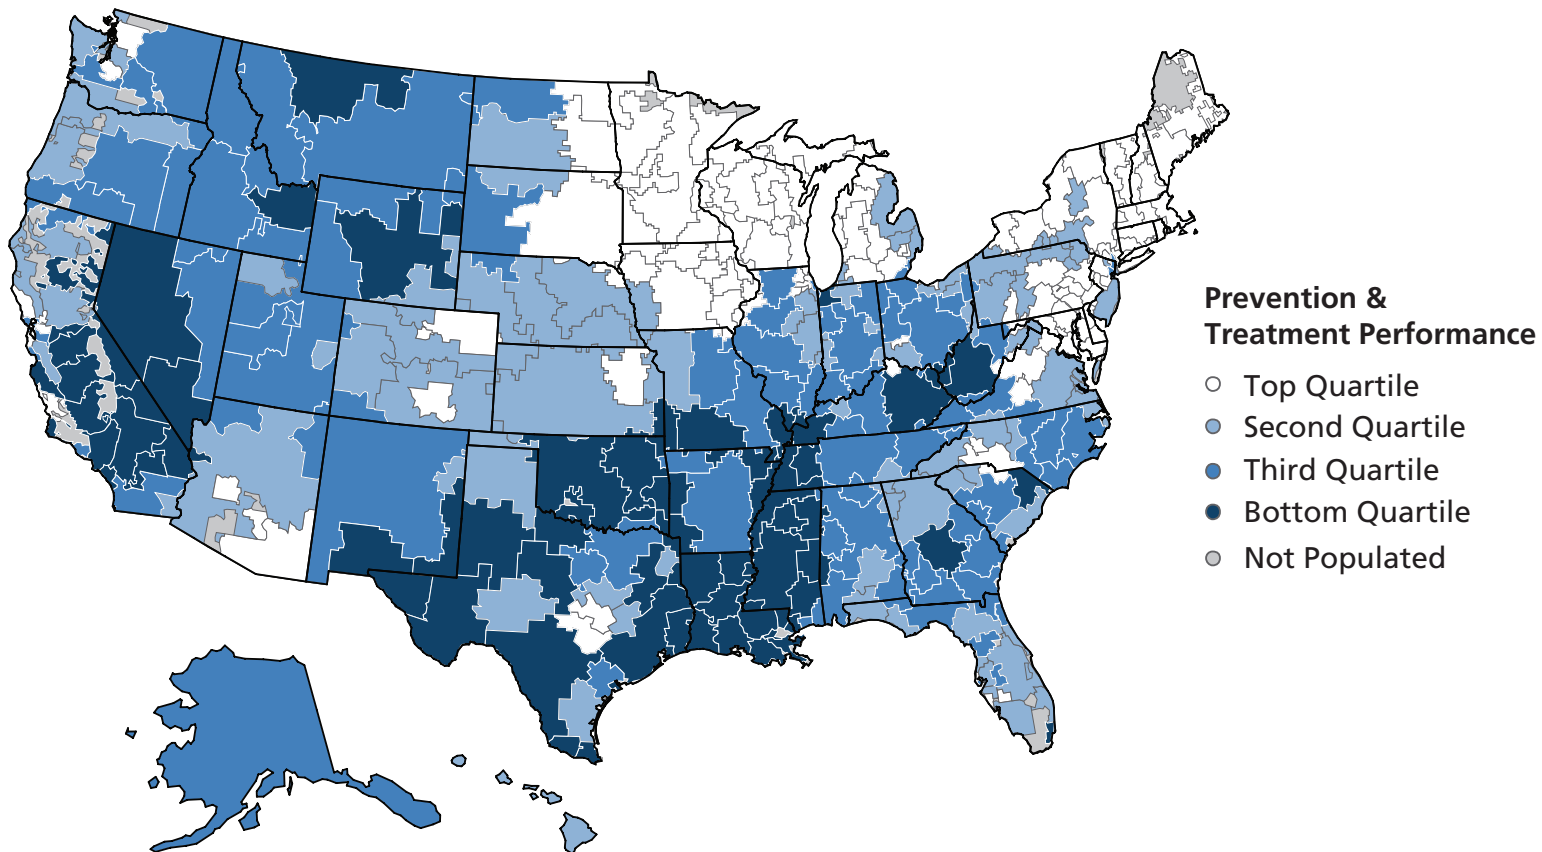 Prevention &
Treatment Performance
Top Quartile
Second Quartile
Third Quartile
Bottom Quartile
Not Populated